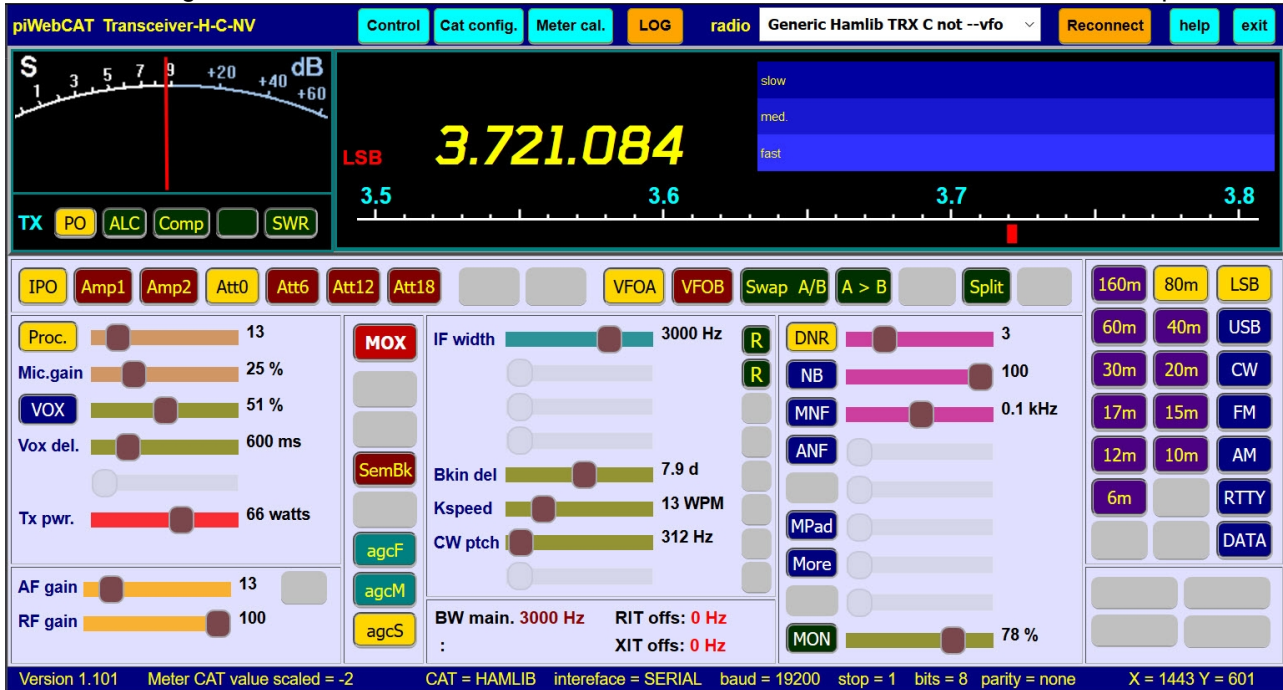 piWebCAT Transceiver-H-C-NV Control Cat config. Meter cal. LOG radio Generic Hamlib TRX C not --vfo Reconnect help exit
S 1 3 5 7 9 +20 +40 +60 dB
TX PO ALC Comp SWR
LSB 3.721.084
slow
med.
fast
3.5 3.6 3.7 3.8
IPO Amp1 Amp2 Att0 Att6 Att12 Att18 VFOA VFOB Swap A/B A > B Split
Proc. 13
Mic.gain 25 %
VOX 51 %
Vox del. 600 ms
Tx pwr. 66 watts
AF gain 13
RF gain 100
MOX
SemBk
agcF
agcM
agcS
IF width 3000 Hz R
R
Bkin del 7.9 d
Kspeed 13 WPM
CW ptch 312 Hz
BW main. 3000 Hz RIT offs: 0 Hz
: XIT offs: 0 Hz
DNR 3
NB 100
MNF 0.1 kHz
ANF
MPad
More
MON 78 %
160m 80m LSB
60m 40m USB
30m 20m CW
17m 15m FM
12m 10m AM
6m RTTY
DATA
Version 1.101 Meter CAT value scaled = -2 CAT = HAMLIB intereface = SERIAL baud = 19200 stop = 1 bits = 8 parity = none X = 1443 Y = 601